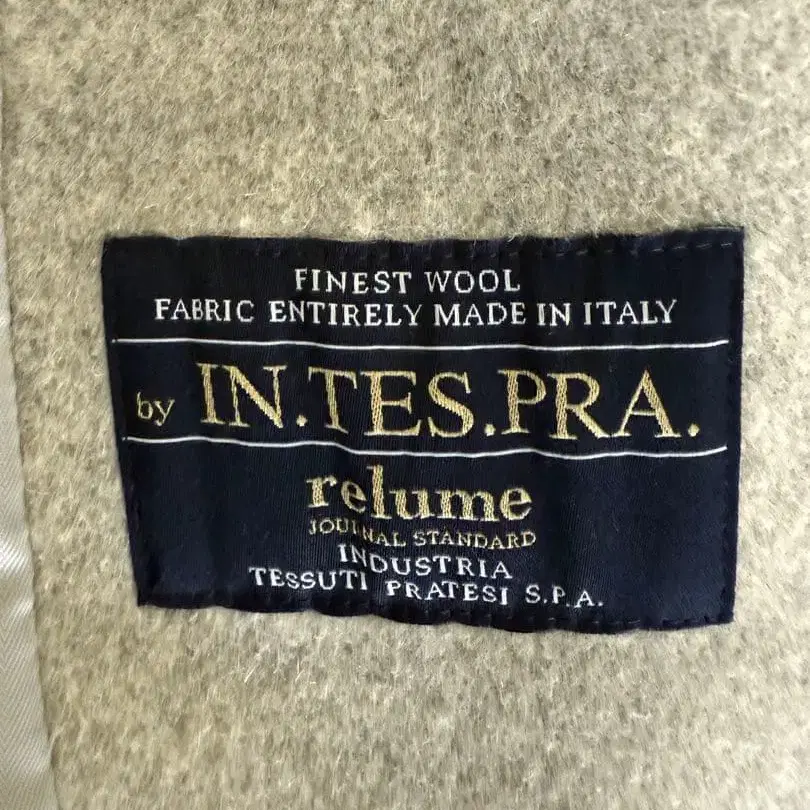 FINEST WOOL
FABRIC ENTIRELY MADE IN ITALY
by IN.TES.PRA.
relume
JOURNAL STANDARD
INDUSTRIA
TESSUTI PRATESI S.P.A.